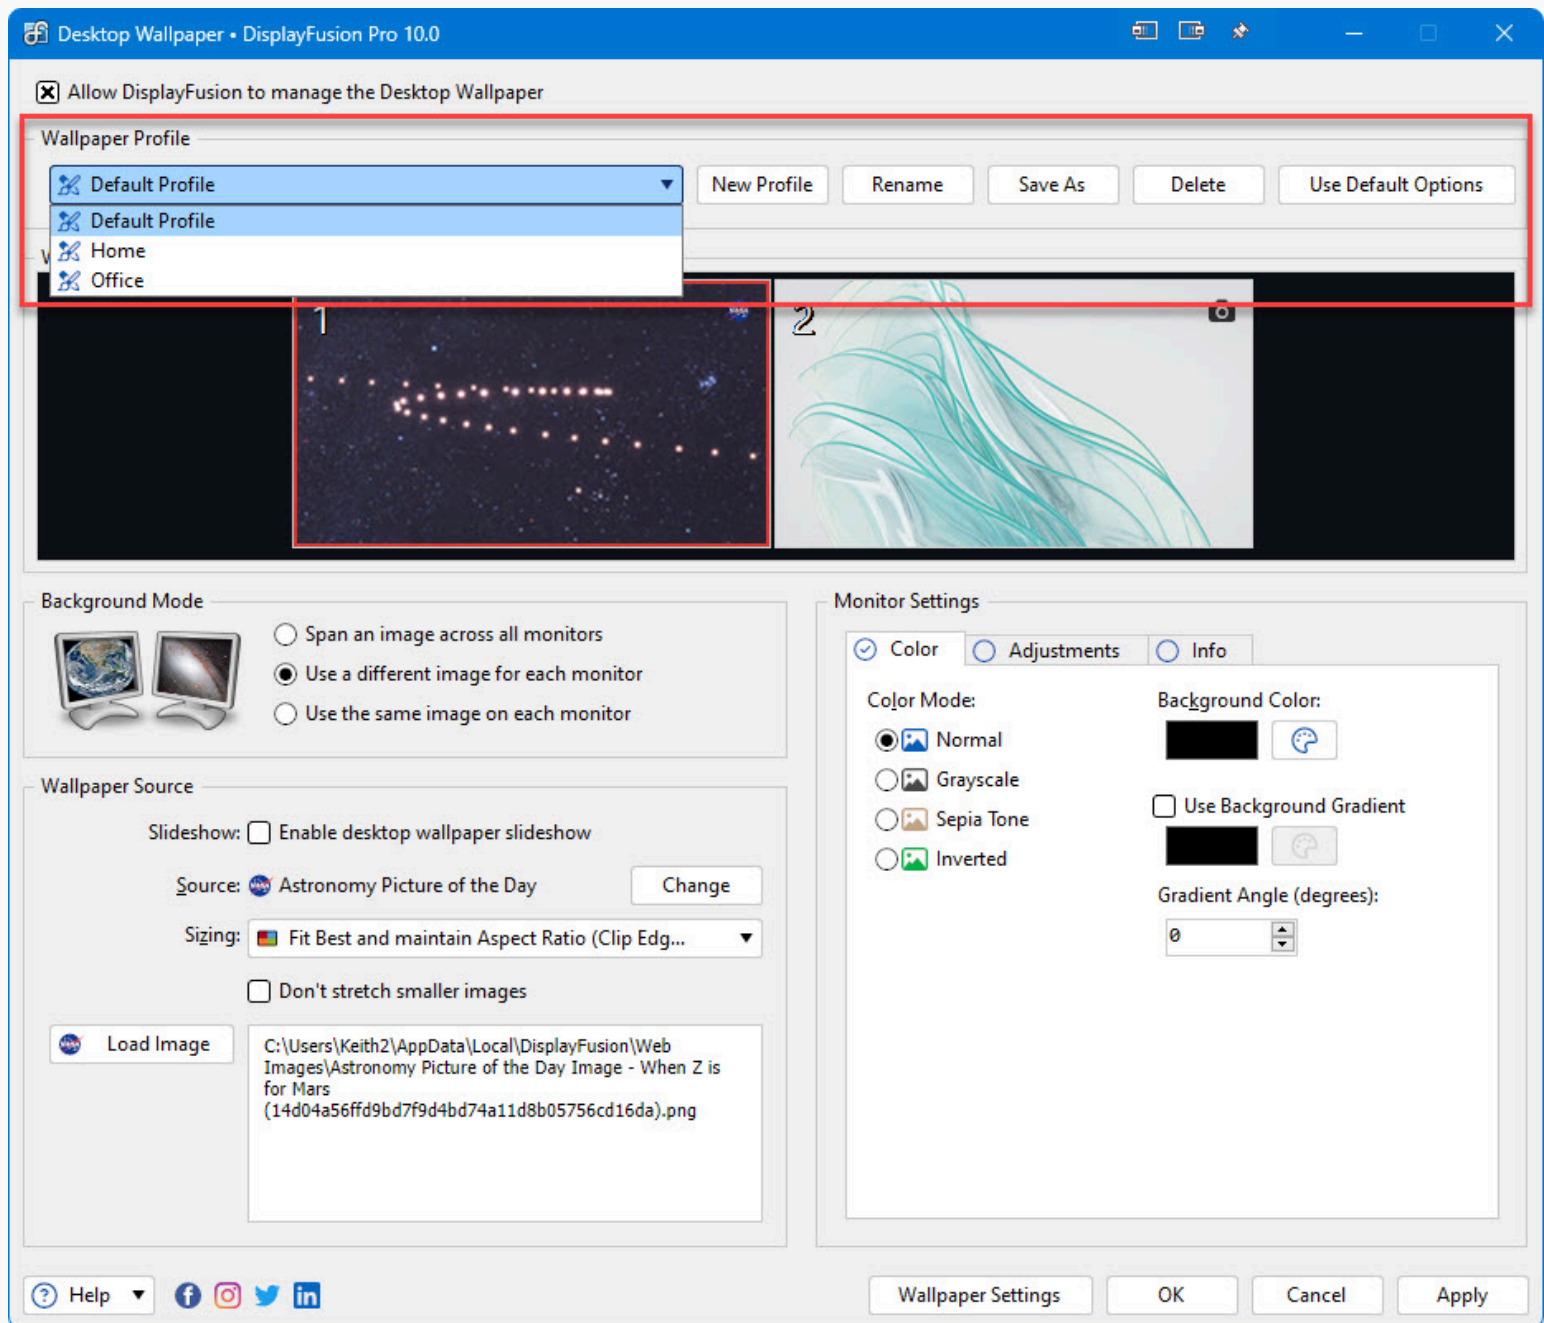 Desktop Wallpaper • DisplayFusion Pro 10.0
Allow DisplayFusion to manage the Desktop Wallpaper
Wallpaper Profile
Default Profile
New Profile
Rename
Save As
Delete
Use Default Options
Default Profile
Home
Office
1
2
Background Mode
Span an image across all monitors
Use a different image for each monitor
Use the same image on each monitor
Wallpaper Source
Slideshow: Enable desktop wallpaper slideshow
Source: Astronomy Picture of the Day
Change
Sizing: Fit Best and maintain Aspect Ratio (Clip Edg...
Don't stretch smaller images
Load Image
C:\Users\Keith2\AppData\Local\DisplayFusion\Web
Images\Astronomy Picture of the Day Image - When Z is
for Mars
(14d04a56ffd9bd7f9d4bd74a11d8b05756cd16da).png
Monitor Settings
Color
Adjustments
Info
Color Mode:
Normal
Grayscale
Sepia Tone
Inverted
Background Color:
Use Background Gradient
Gradient Angle (degrees):
0
Help
Wallpaper Settings
OK
Cancel
Apply